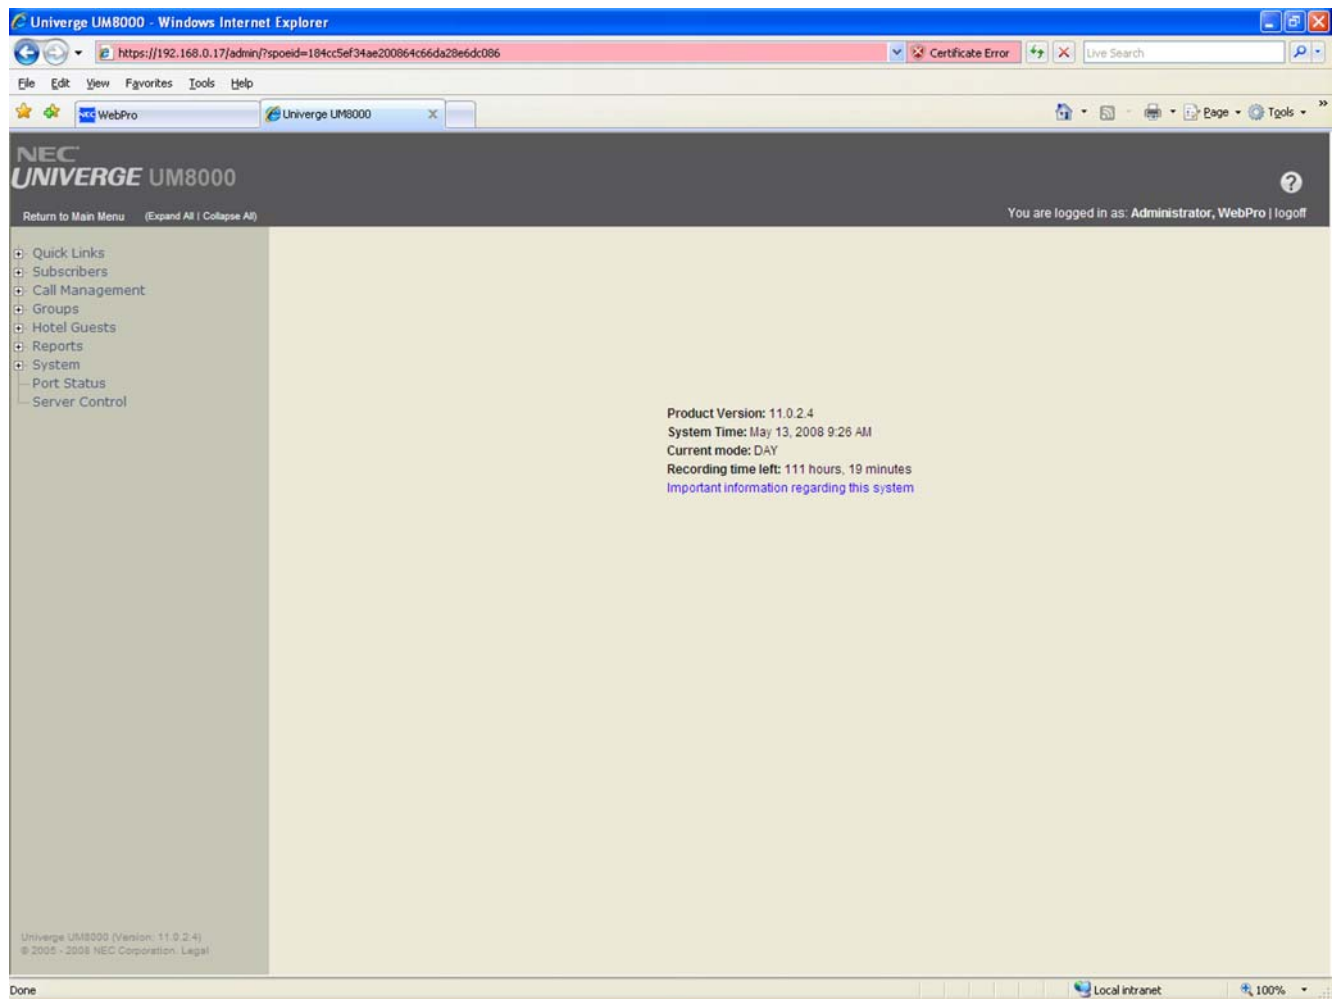 Univerge UM8000 - Windows Internet Explorer
https://192.168.0.17/admin/?spoeid=184cc5ef34ae200864c66da28e6dc086
Certificate Error
Live Search
File Edit View Favorites Tools Help
NEC WebPro
Univerge UM8000
Page
Tools
NEC
UNIVERGE UM8000
Return to Main Menu (Expand All | Collapse All)
You are logged in as: Administrator, WebPro | logoff
Quick Links
Subscribers
Call Management
Groups
Hotel Guests
Reports
System
Port Status
Server Control
Product Version: 11.0.2.4
System Time: May 13, 2008 9:26 AM
Current mode: DAY
Recording time left: 111 hours, 19 minutes
Important information regarding this system
Univerge UM8000 (Version: 11.0.2.4)
© 2005 - 2008 NEC Corporation. Legal
Done
Local intranet
100%